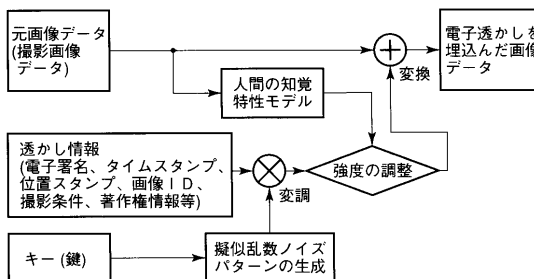 元画像データ
(撮影画像
データ)
電子透かしを
埋込んだ画像
データ
変換
人間の知覚
特性モデル
透かし情報
(電子署名、タイムスタンプ、
位置スタンプ、画像ID、
撮影条件、著作権情報等)
変調
強度の調整
キー(鍵)
擬似乱数ノイズ
パターンの生成